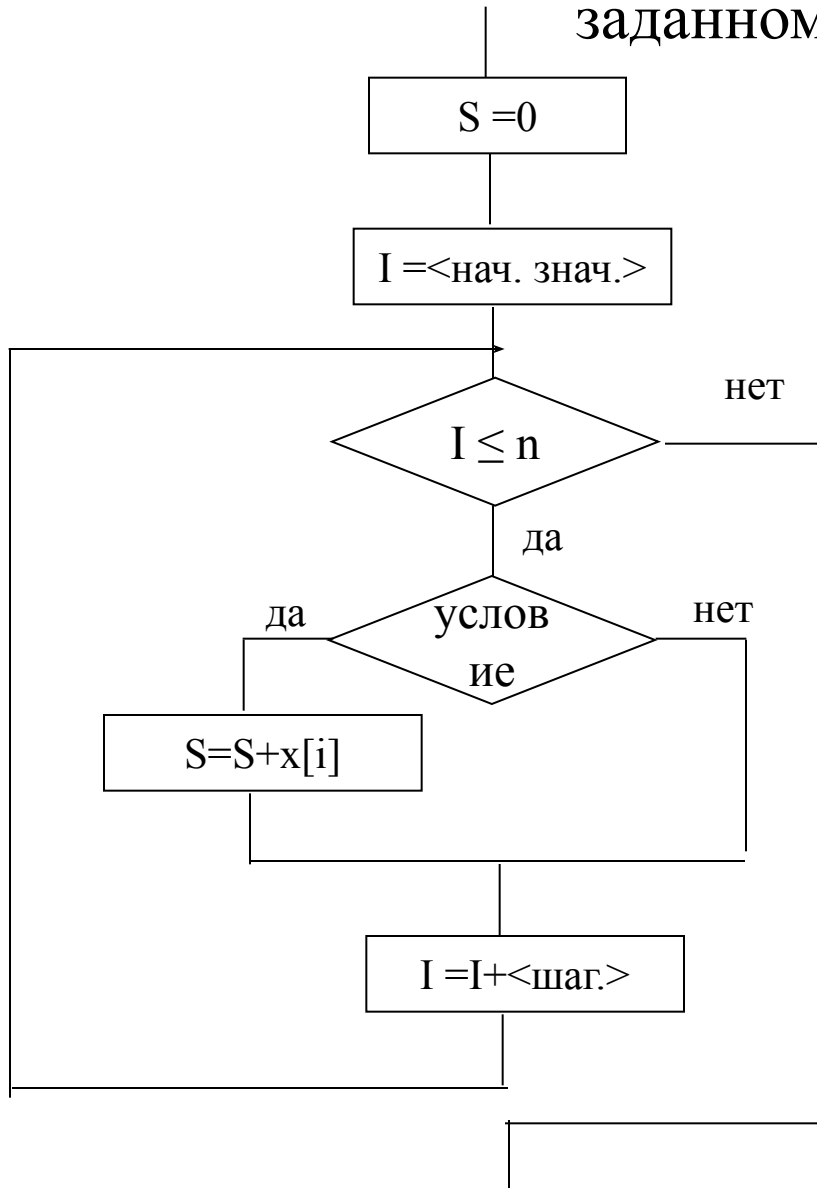 заданном
S =0
I =<нач. знач.>
нет
I ≤ n
да
да
услов
ие
нет
S=S+x[i]
I =I+<шаг.>